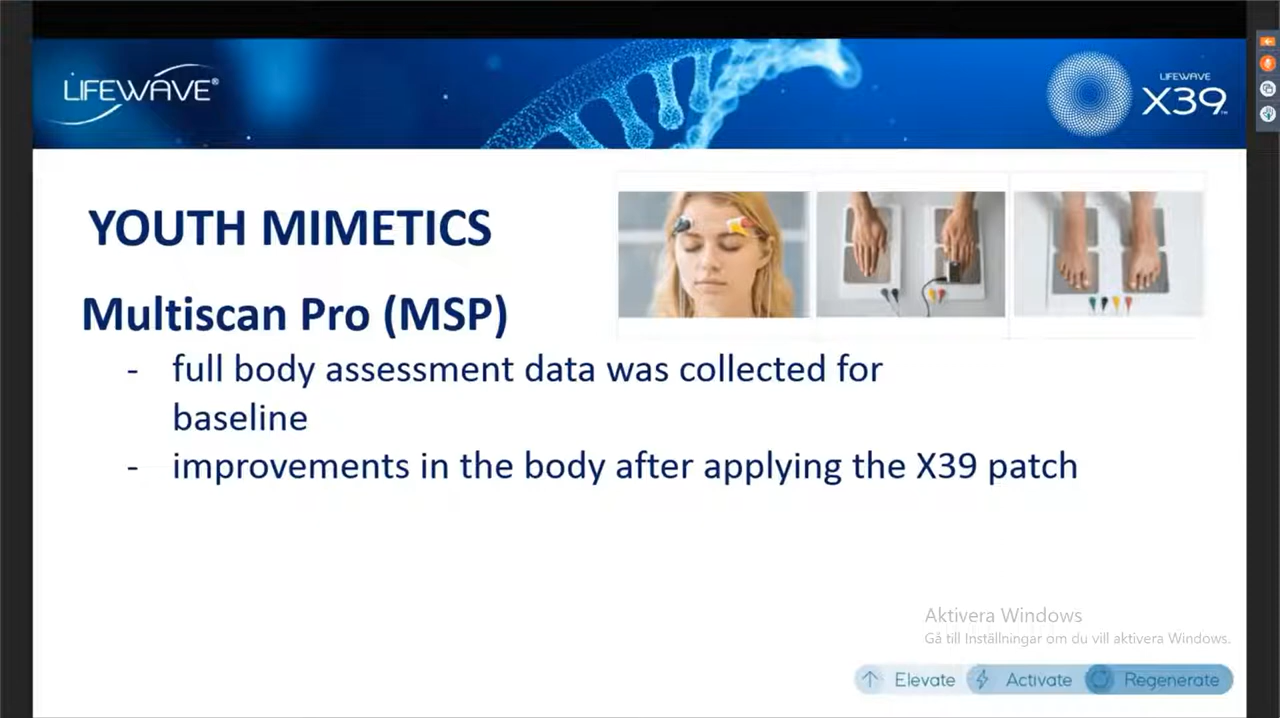 LIFEWAVE®
LIFEWAVE
X39™
YOUTH MIMETICS
Multiscan Pro (MSP)
- full body assessment data was collected for
baseline
- improvements in the body after applying the X39 patch
Aktivera Windows
Gå till Inställningar om du vill aktivera Windows.
Elevate Activate Regenerate